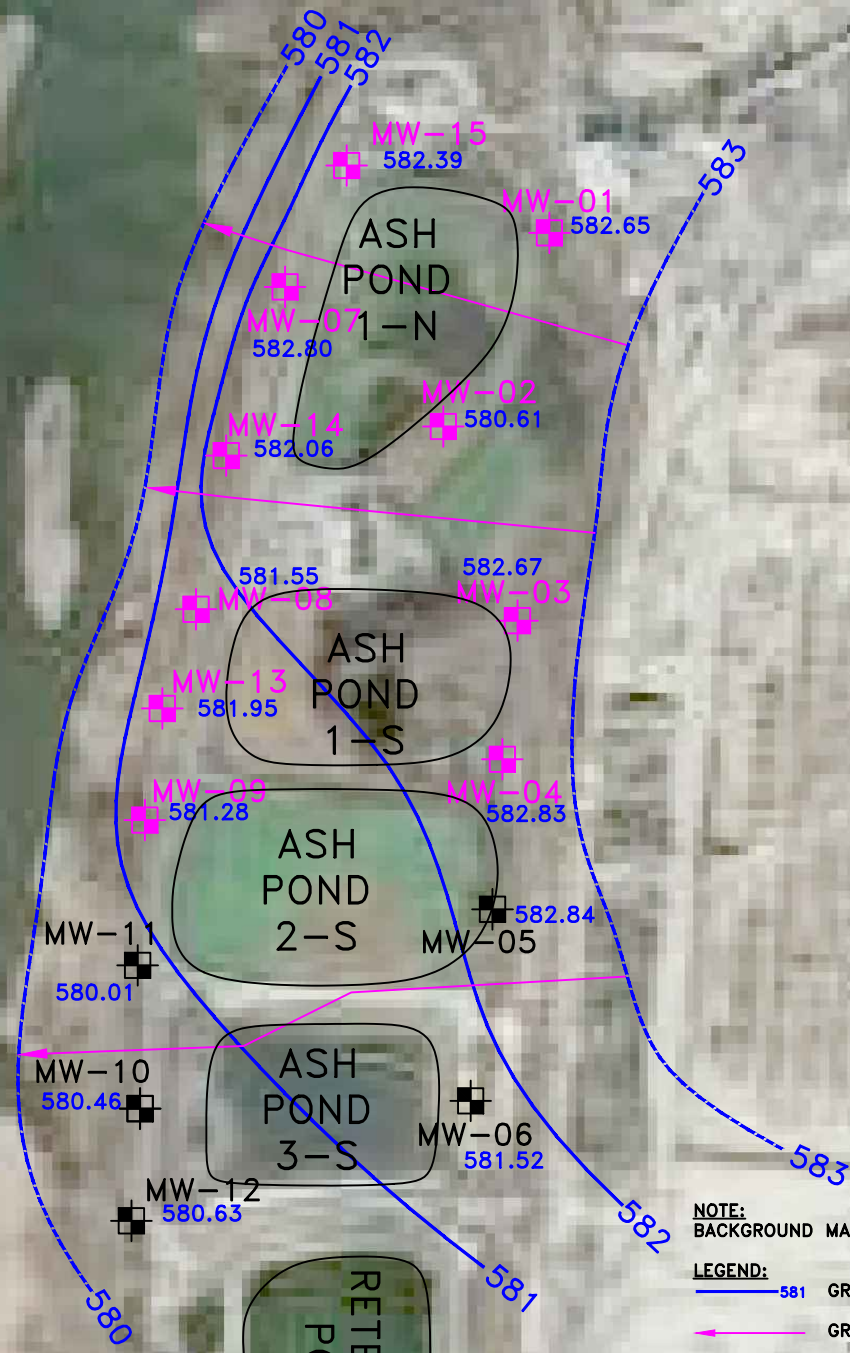 580
581
582
MW-15
582.39
583
MW-01
582.65
ASH
POND
1-N
MW-07
582.80
MW-02
580.61
MW-14
582.06
582.67
MW-03
581.55
MW-08
ASH
POND
1-S
MW-13
581.95
MW-09
581.28
MW-04
582.83
ASH
POND
2-S
582.84
MW-05
MW-11
580.01
ASH
POND
3-S
MW-10
580.46
MW-06
581.52
583
MW-12
580.63
582
581
580
NOTE:
BACKGROUND MA
LEGEND:
581 GR
GR
RETE
PO